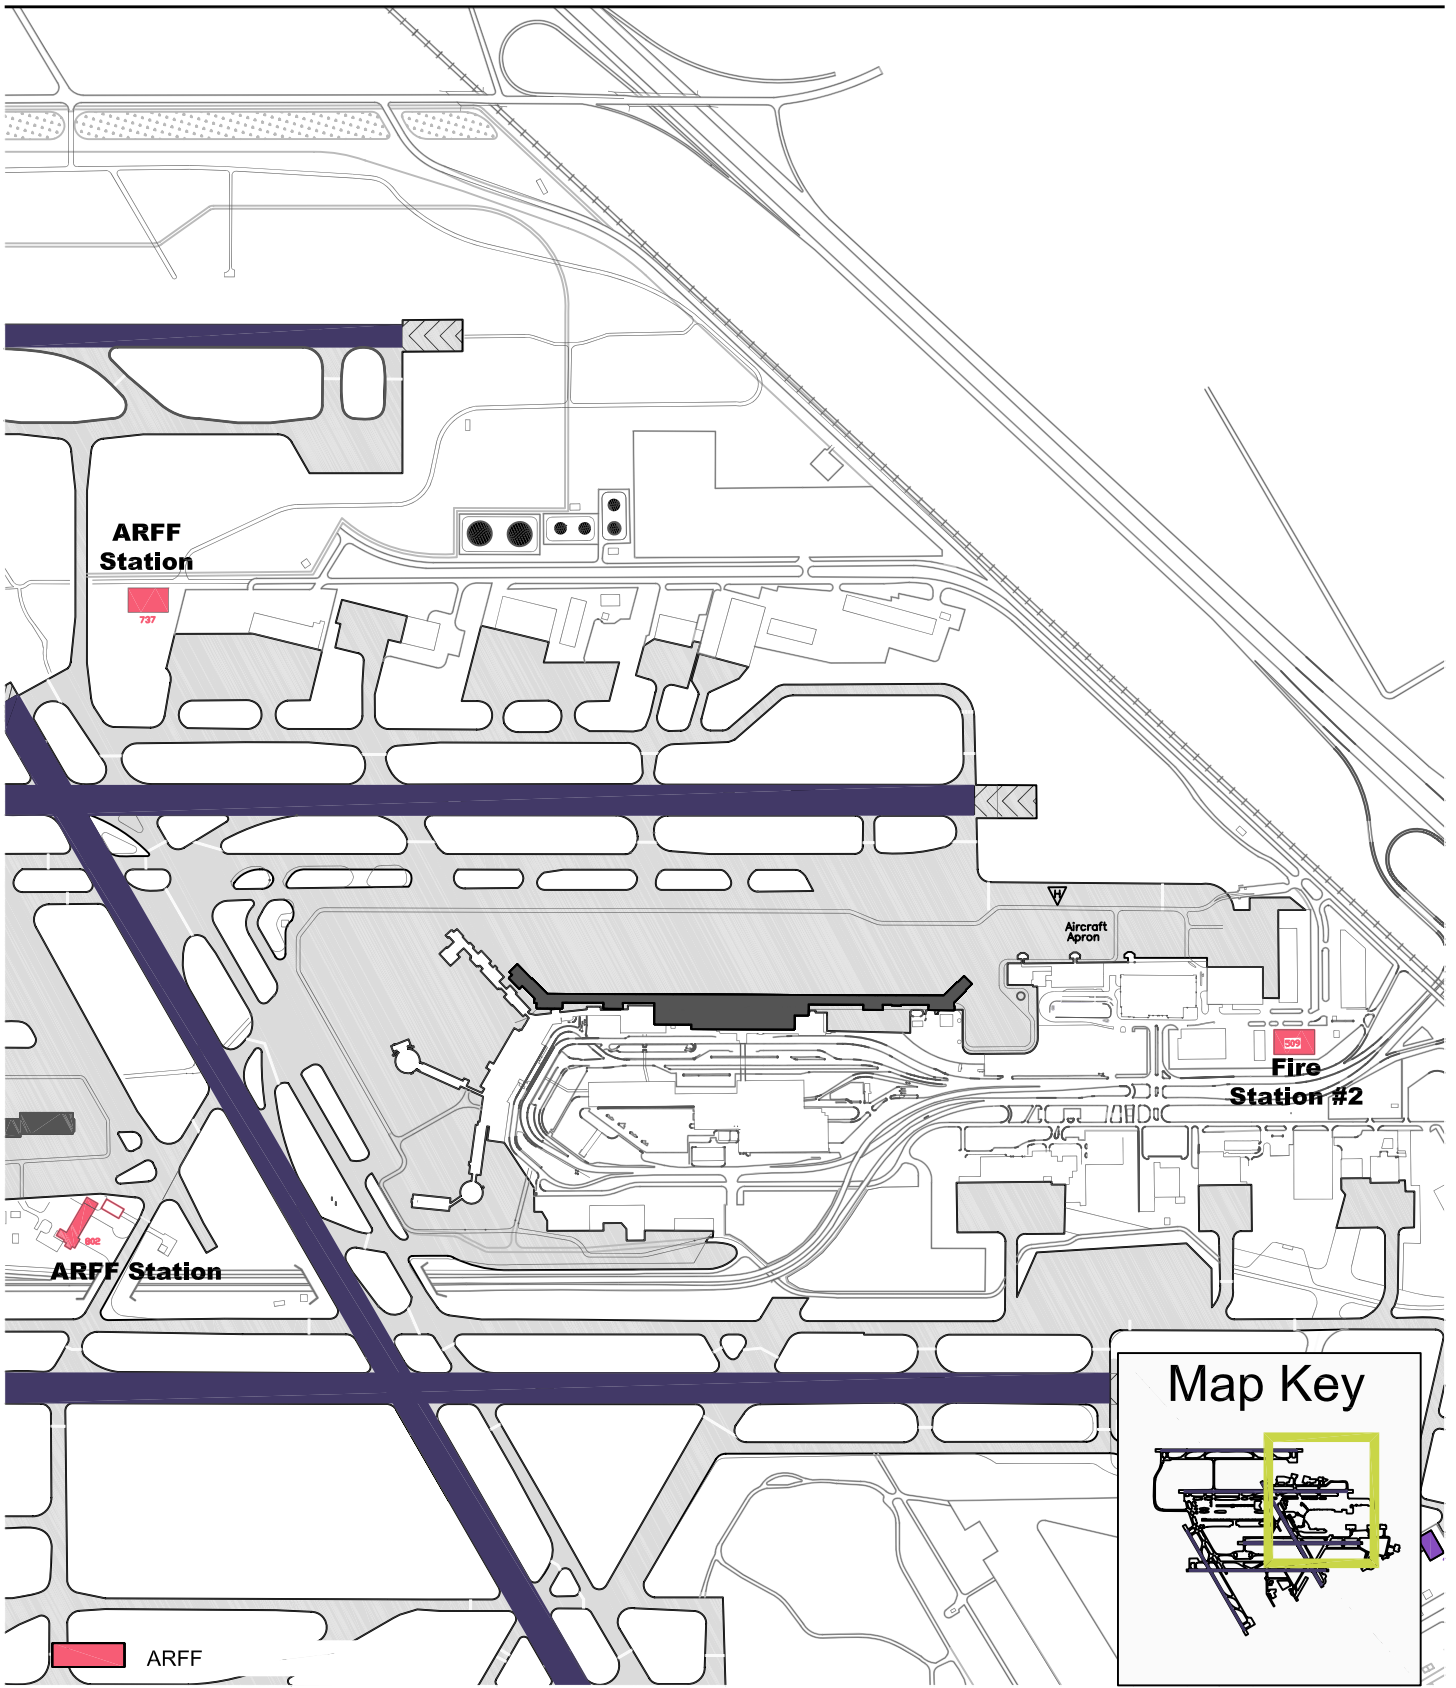 ARFF
Station
737
H
Aircraft
Apron
509
Fire
Station #2
802
ARFF Station
Map Key
ARFF